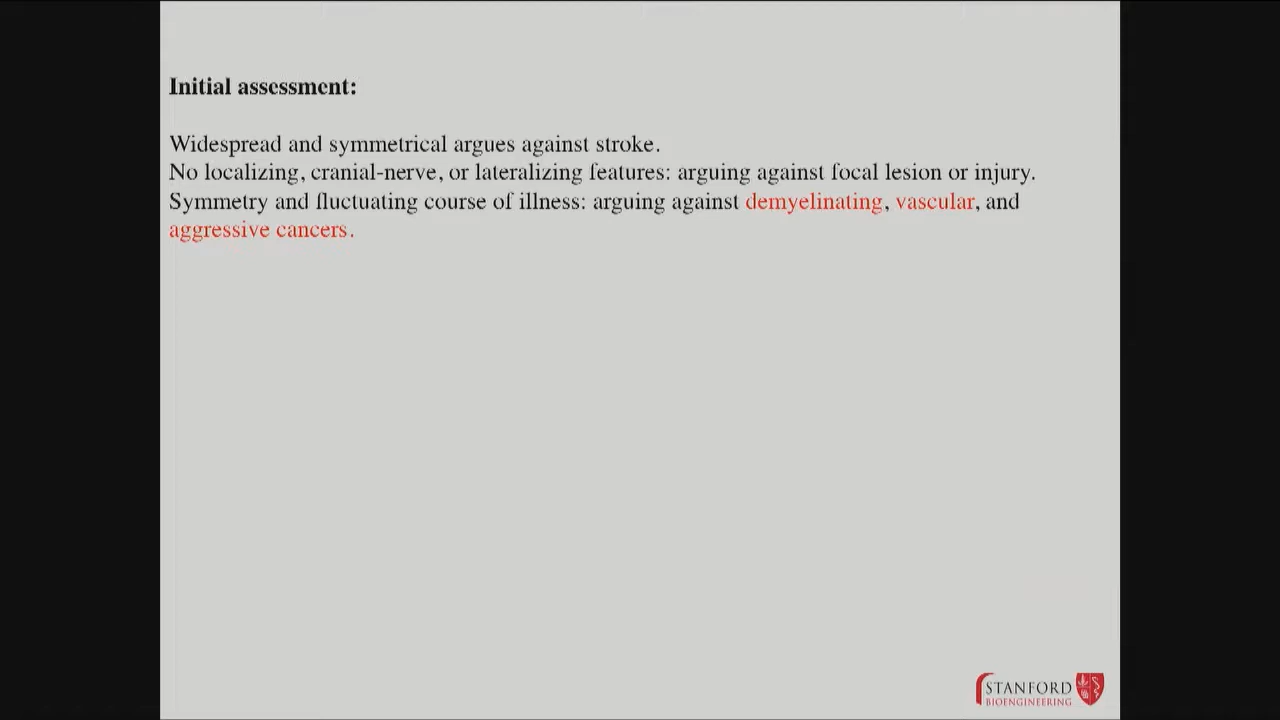 Initial assessment:
Widespread and symmetrical argues against stroke.
No localizing, cranial-nerve, or lateralizing features: arguing against focal lesion or injury.
Symmetry and fluctuating course of illness: arguing against demyelinating, vascular, and
aggressive cancers.
STANFORD
BIOENGINEERING